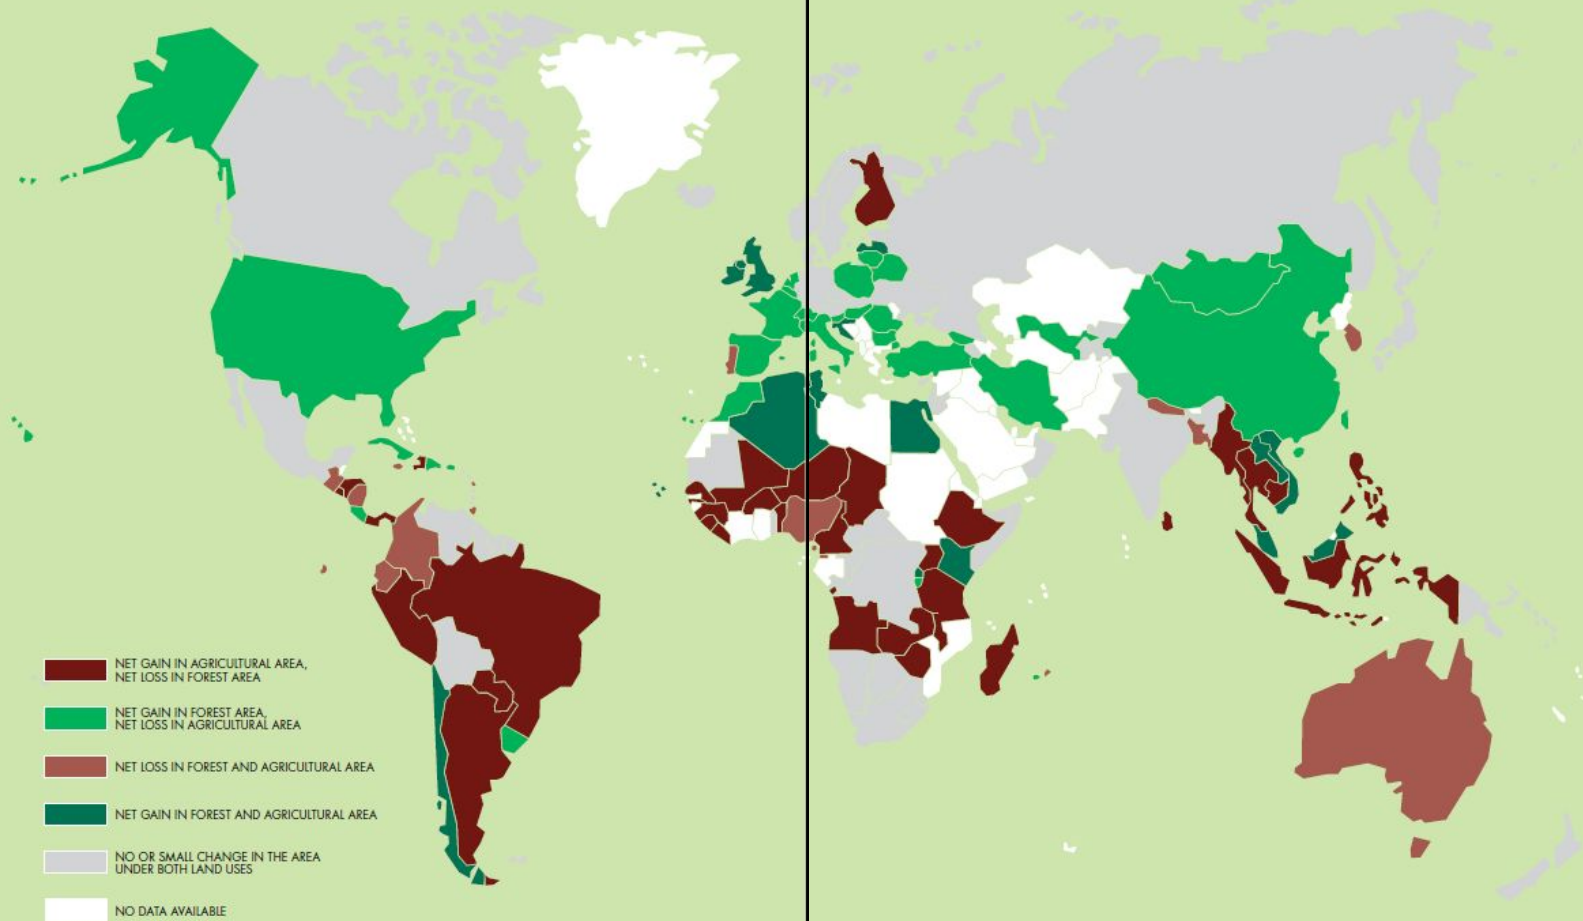 NET GAIN IN AGRICULTURAL AREA,
NET LOSS IN FOREST AREA
NET GAIN IN FOREST AREA,
NET LOSS IN AGRICULTURAL AREA
NET LOSS IN FOREST AND AGRICULTURAL AREA
NET GAIN IN FOREST AND AGRICULTURAL AREA
NO OR SMALL CHANGE IN THE AREA
UNDER BOTH LAND USES
NO DATA AVAILABLE